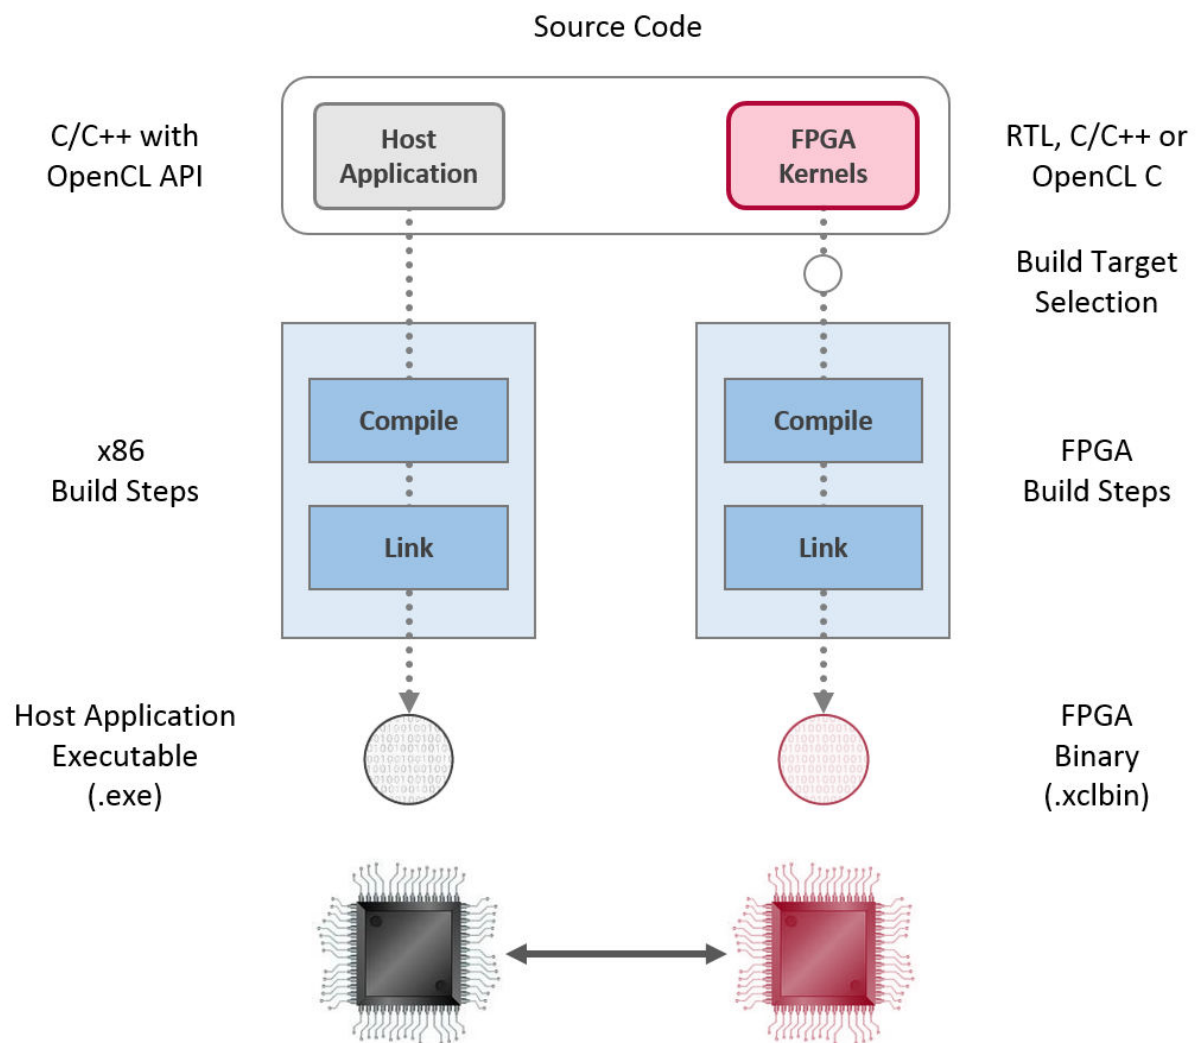 Source Code
C/C++ with
OpenCL API
Host
Application
FPGA
Kernels
RTL, C/C++ or
OpenCL C
Build Target
Selection
x86
Build Steps
Compile
Link
Compile
Link
FPGA
Build Steps
Host Application
Executable
(.exe)
FPGA
Binary
(.xclbin)